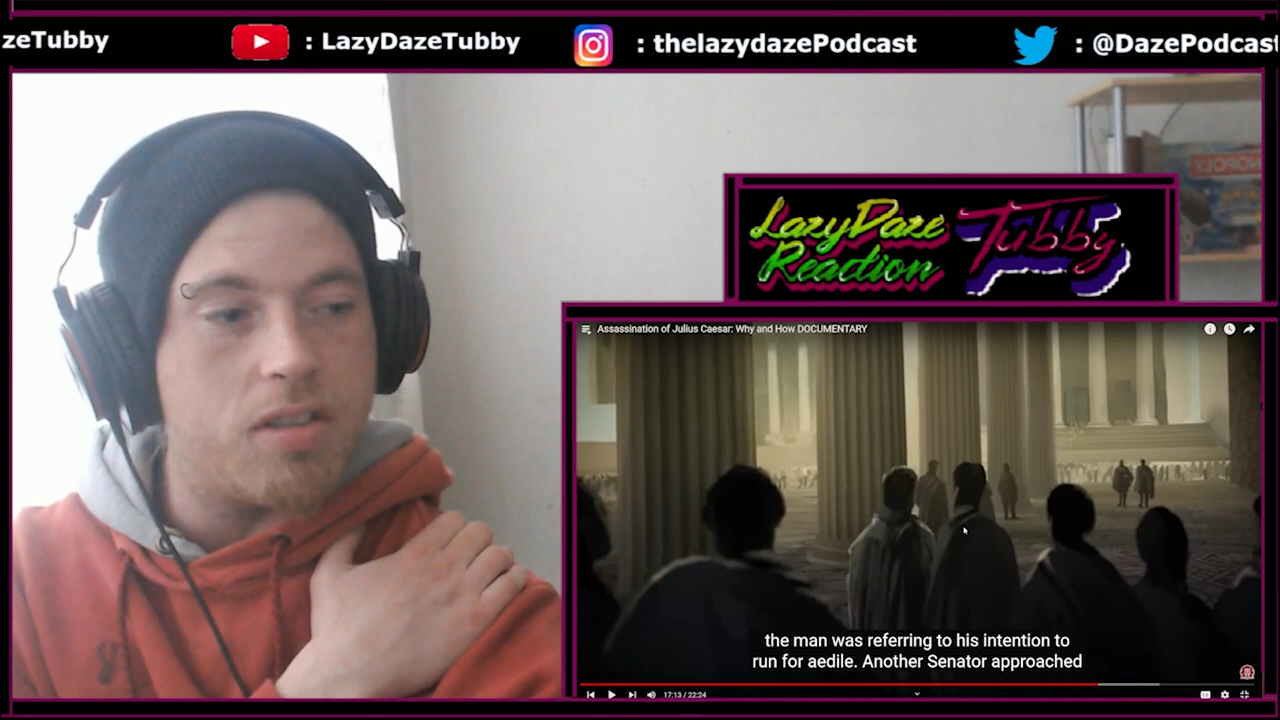 zeTubby
: LazyDazeTubby
: thelazydazePodcast
: @DazePodcast
MONOPOLY
LazyDaze
Reaction
Tubby
Assassination of Julius Caesar: Why and How DOCUMENTARY
the man was referring to his intention to
run for aedile. Another Senator approached
17:13 / 22:24